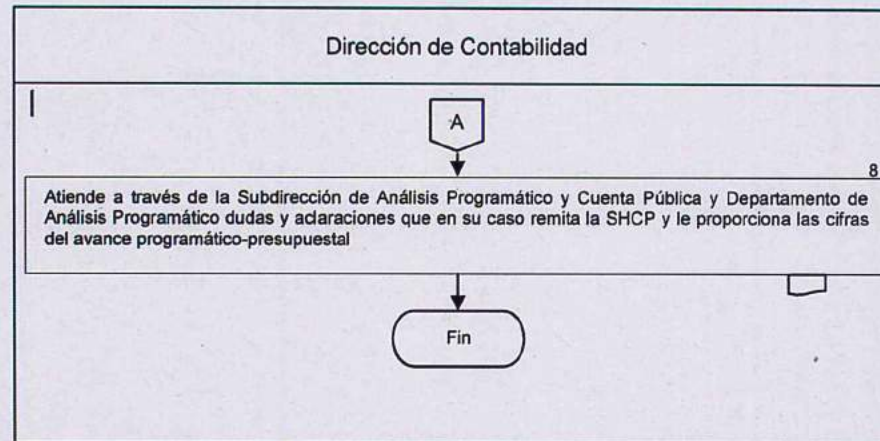 Dirección de Contabilidad
A
8
Atiende a través de la Subdirección de Análisis Programático y Cuenta Pública y Departamento de
Análisis Programático dudas y aclaraciones que en su caso remita la SHCP y le proporciona las cifras
del avance programático-presupuestal
Fin